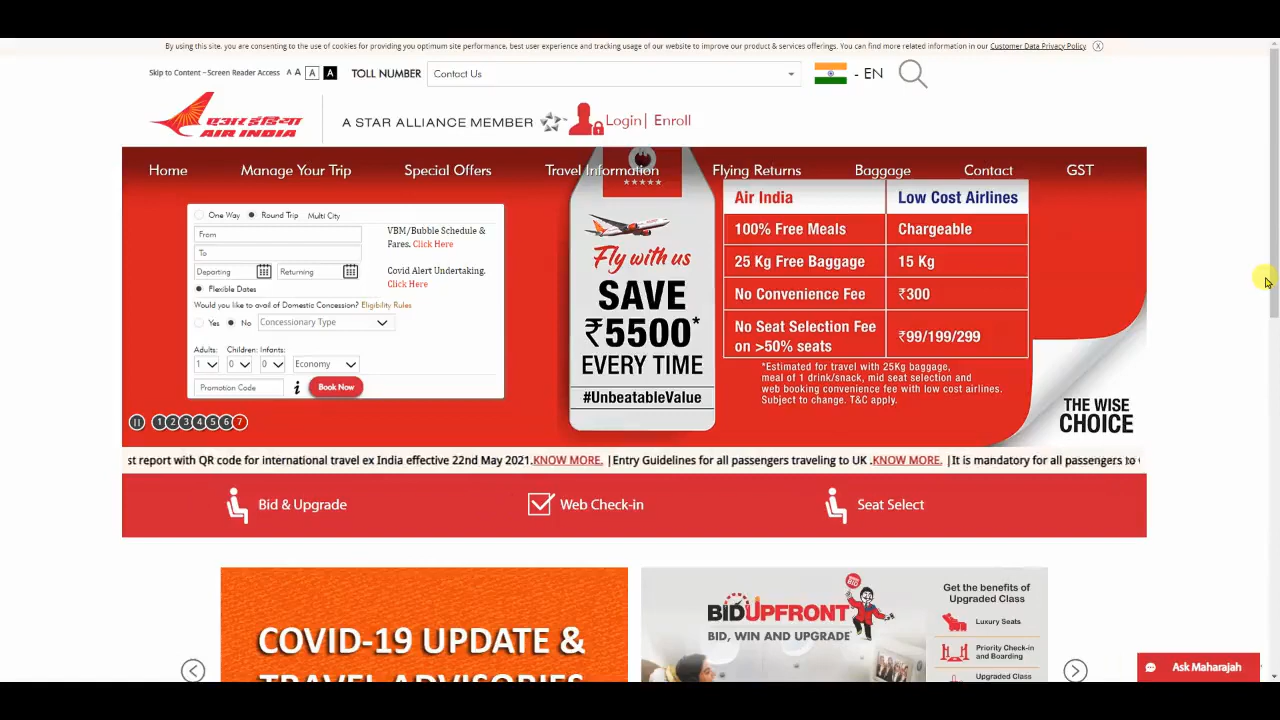 By using this site, you are consenting to the use of cookies for providing you optimum site performance, best user experience and tracking usage of our website to improve our product & services offerings. You can find more related information in our Customer Data Privacy Policy X
Skip to Content – Screen Reader Access A A A A
TOLL NUMBER
Contact Us
- EN
एअर इंडिया
AIR INDIA
A STAR ALLIANCE MEMBER
Login| Enroll
Home
Manage Your Trip
Special Offers
Travel Information
Flying Returns
Baggage
Contact
GST
One Way
Round Trip
Multi City
From
To
Departing
Returning
Flexible Dates
VBM/Bubble Schedule &
Fares. Click Here
Covid Alert Undertaking.
Click Here
Would you like to avail of Domestic Concession? Eligibility Rules
Yes
No
Concessionary Type
Adults: Children: Infants:
1
0
0
Economy
Promotion Code
i
Book Now
1 2 3 4 5 6 7
Fly with us
SAVE
₹5500*
EVERY TIME
#UnbeatableValue
Air India
Low Cost Airlines
100% Free Meals
Chargeable
25 Kg Free Baggage
15 Kg
No Convenience Fee
₹300
No Seat Selection Fee
on >50% seats
₹99/199/299
*Estimated for travel with 25Kg baggage,
meal of 1 drink/snack, mid seat selection and
web booking convenience fee with low cost airlines.
Subject to change. T&C apply.
THE WISE
CHOICE
st report with QR code for international travel ex India effective 22nd May 2021.KNOW MORE. |Entry Guidelines for all passengers traveling to UK .KNOW MORE. |It is mandatory for all passengers to
Bid & Upgrade
Web Check-in
Seat Select
COVID-19 UPDATE &
TRAVEL ADVISORIES
BIDUPFRONT
BID, WIN AND UPGRADE
Get the benefits of
Upgraded Class
Luxury Seats
Priority Check-in
and Boarding
Upgraded Class
Ask Maharajah